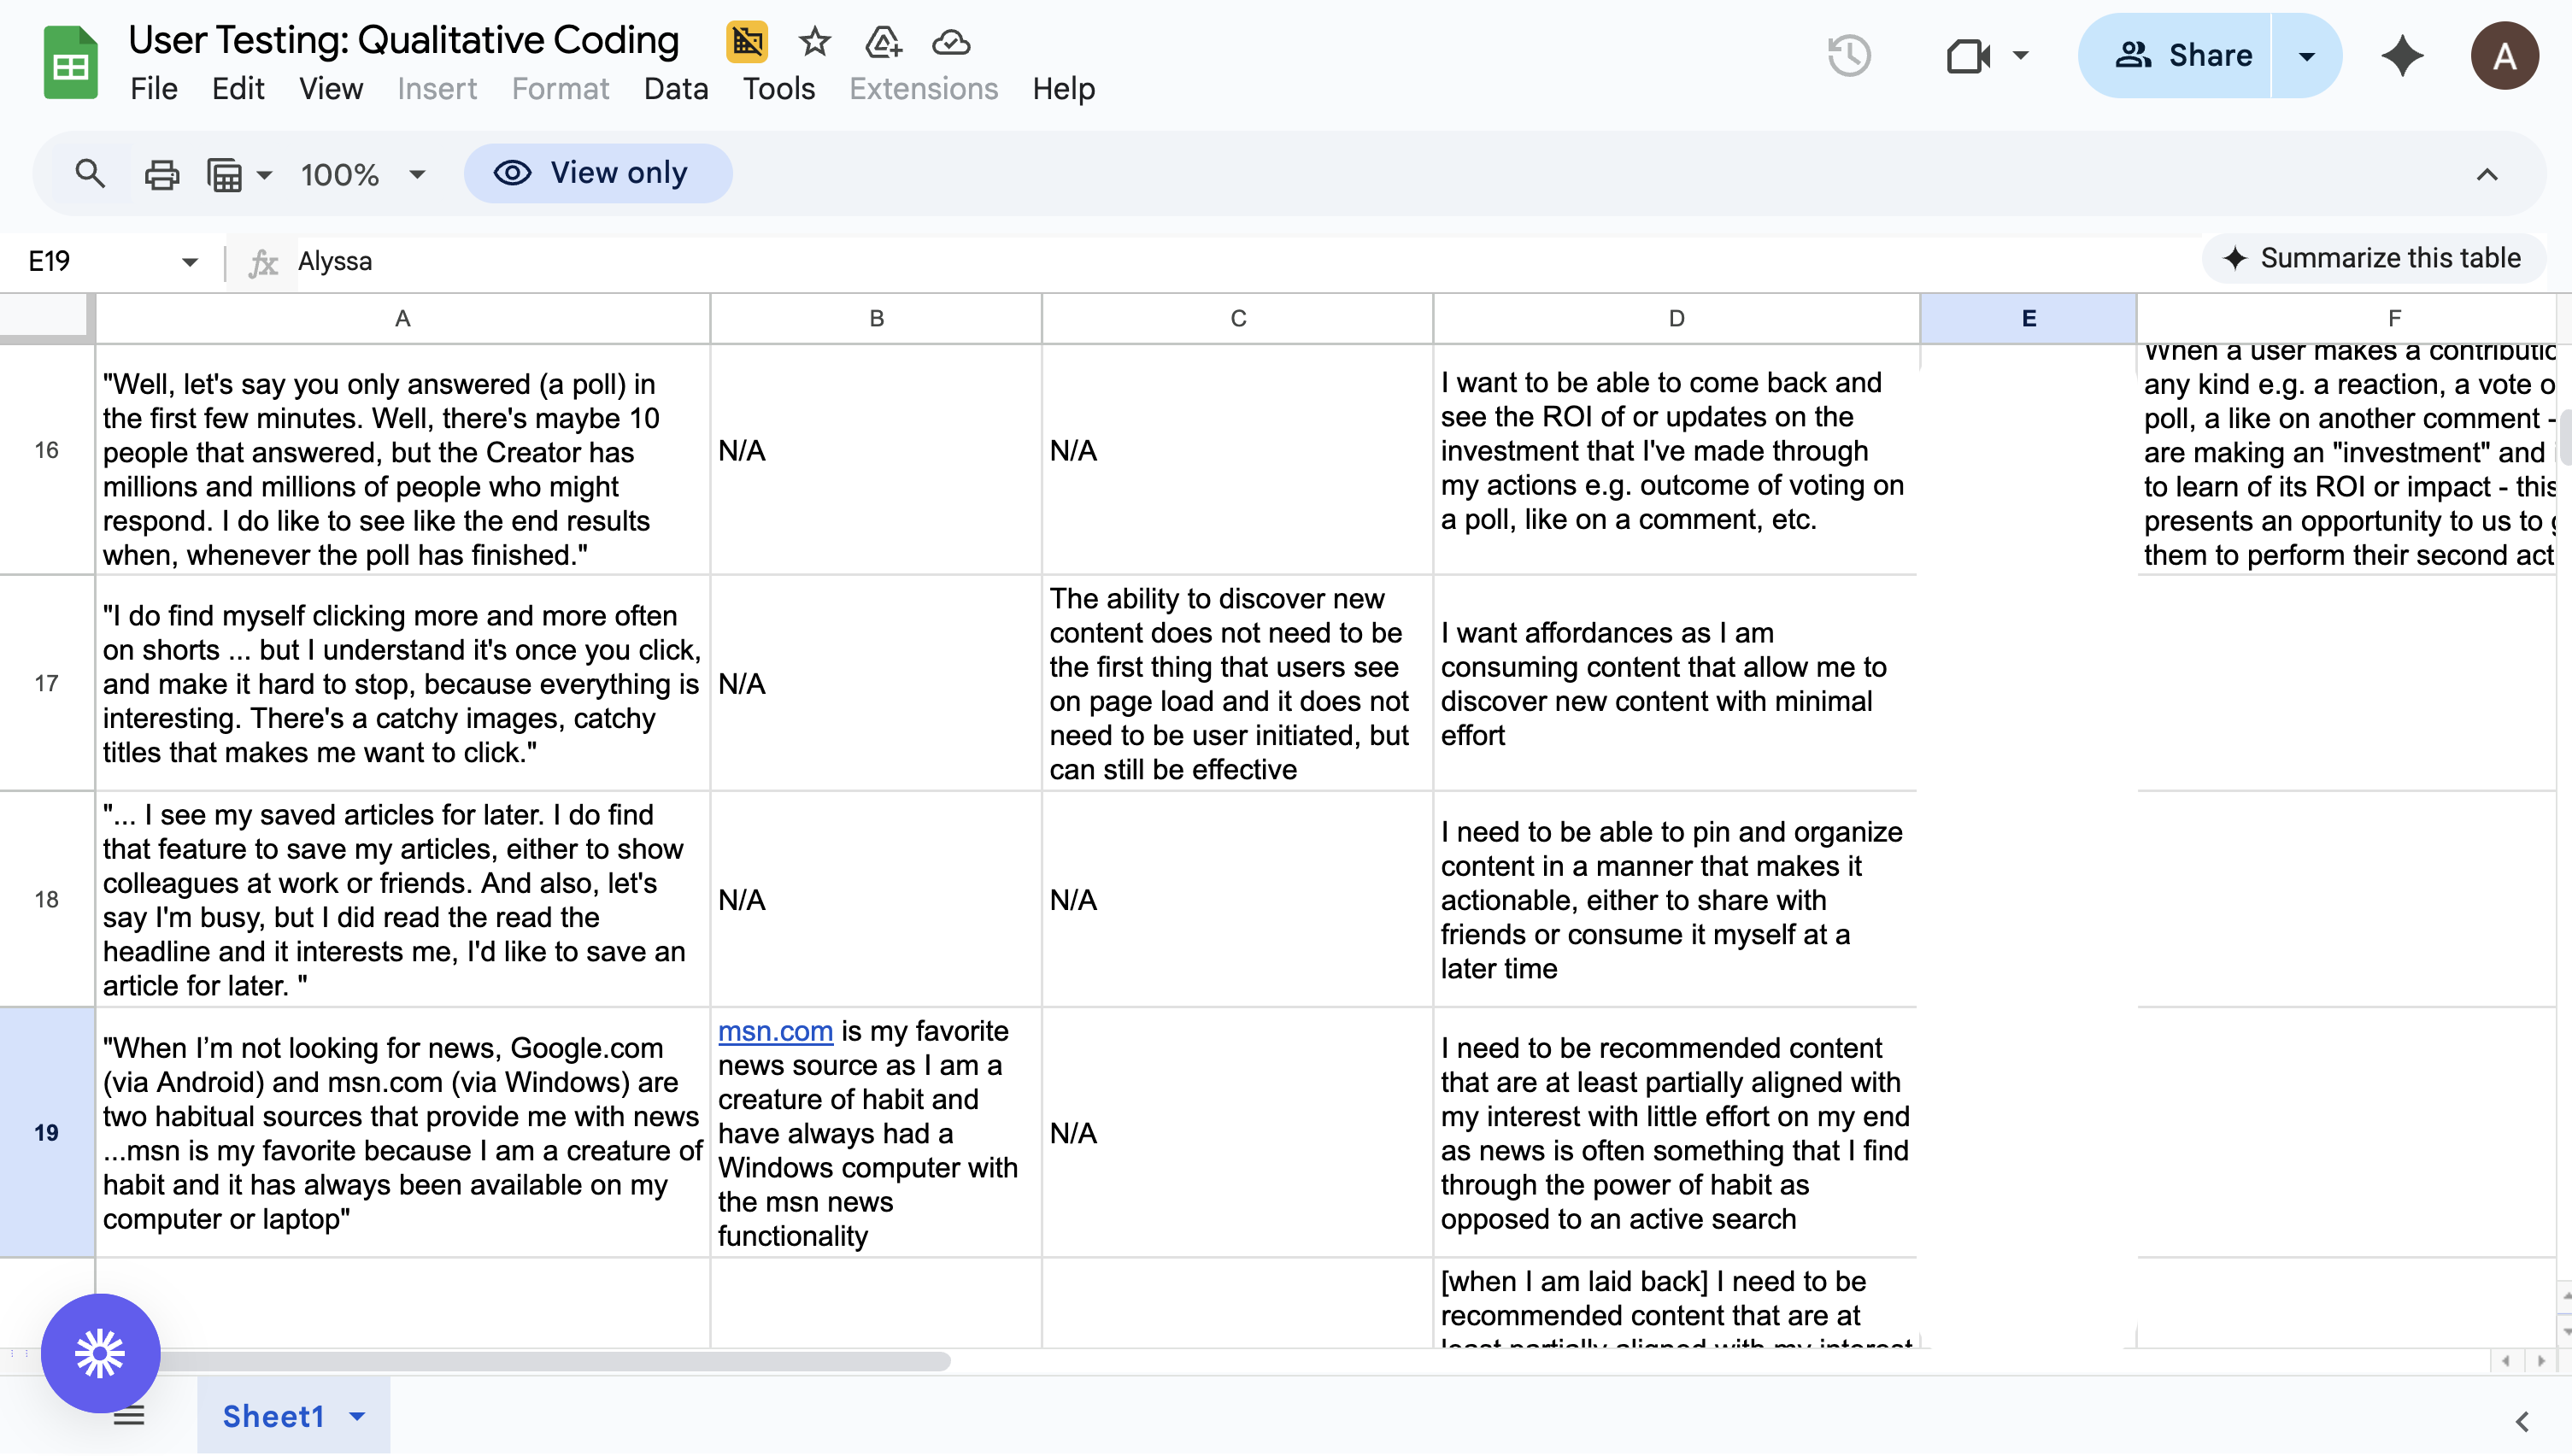 User Testing: Qualitative Coding
File Edit View Insert Format Data Tools Extensions Help
Share
A
100%
View only
E19
fx
Alyssa
Summarize this table
A B C D E F
16
"Well, let's say you only answered (a poll) in
the first few minutes. Well, there's maybe 10
people that answered, but the Creator has
millions and millions of people who might
respond. I do like to see like the end results
when, whenever the poll has finished."
N/A
N/A
I want to be able to come back and
see the ROI of or updates on the
investment that I've made through
my actions e.g. outcome of voting on
a poll, like on a comment, etc.
When a user makes a contributio
any kind e.g. a reaction, a vote o
poll, a like on another comment -
are making an "investment" and
to learn of its ROI or impact - this
presents an opportunity to us to
them to perform their second act
17
"I do find myself clicking more and more often
on shorts ... but I understand it's once you click,
and make it hard to stop, because everything is
interesting. There's a catchy images, catchy
titles that makes me want to click."
N/A
The ability to discover new
content does not need to be
the first thing that users see
on page load and it does not
need to be user initiated, but
can still be effective
I want affordances as I am
consuming content that allow me to
discover new content with minimal
effort
18
"... I see my saved articles for later. I do find
that feature to save my articles, either to show
colleagues at work or friends. And also, let's
say I'm busy, but I did read the read the
headline and it interests me, I'd like to save an
article for later. "
N/A
N/A
I need to be able to pin and organize
content in a manner that makes it
actionable, either to share with
friends or consume it myself at a
later time
19
"When I’m not looking for news, Google.com
(via Android) and msn.com (via Windows) are
two habitual sources that provide me with news
...msn is my favorite because I am a creature of
habit and it has always been available on my
computer or laptop"
msn.com is my favorite
news source as I am a
creature of habit and
have always had a
Windows computer with
the msn news
functionality
N/A
I need to be recommended content
that are at least partially aligned with
my interest with little effort on my end
as news is often something that I find
through the power of habit as
opposed to an active search
[when I am laid back] I need to be
recommended content that are at
least partially aligned with my interest
Sheet1